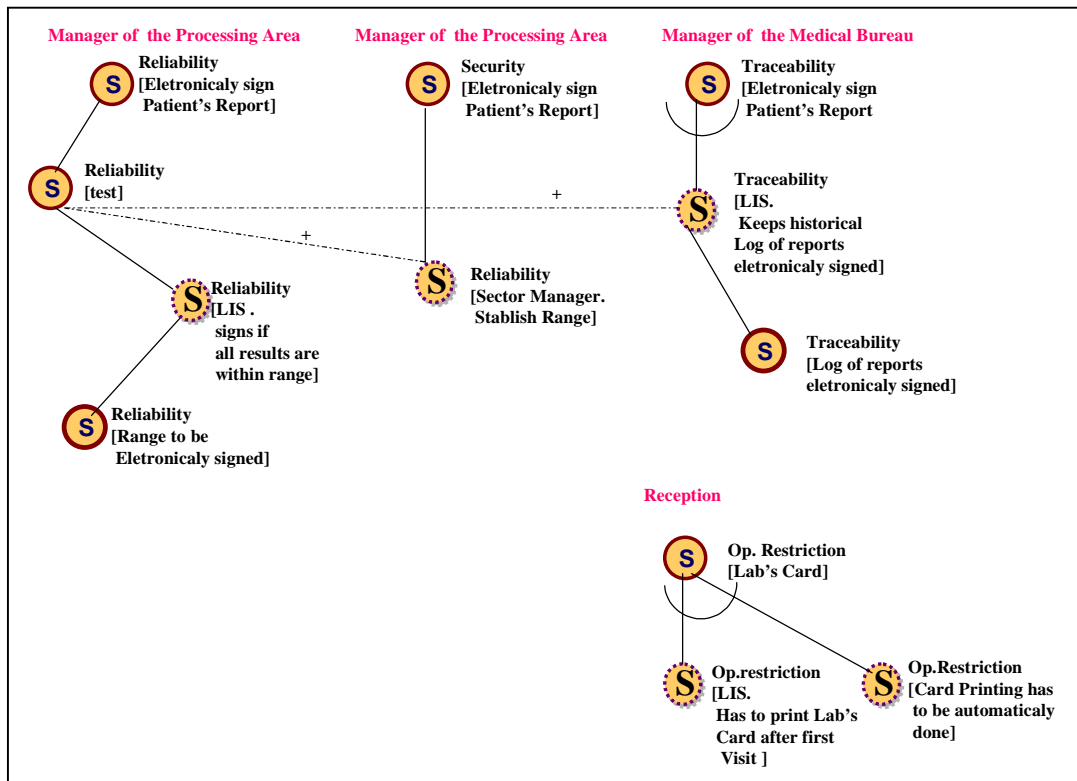 Manager of the Processing Area
Manager of the Processing Area
Manager of the Medical Bureau
S
Reliability
[Eletronicaly sign
Patient's Report]
S
Security
[Eletronicaly sign
Patient's Report]
S
Traceability
[Eletronicaly sign
Patient's Report
S
Reliability
[test]
+
+
S
Traceability
[LIS.
Keeps historical
Log of reports
eletronicaly signed]
S
Reliability
[LIS .
signs if
all results are
within range]
S
Reliability
[Sector Manager.
Stablish Range]
S
Traceability
[Log of reports
eletronicaly signed]
S
Reliability
[Range to be
Eletronicaly signed]
Reception
S
Op. Restriction
[Lab's Card]
S
Op.restriction
[LIS.
Has to print Lab's
Card after first
Visit ]
S
Op.Restriction
[Card Printing has
to be automaticaly
done]